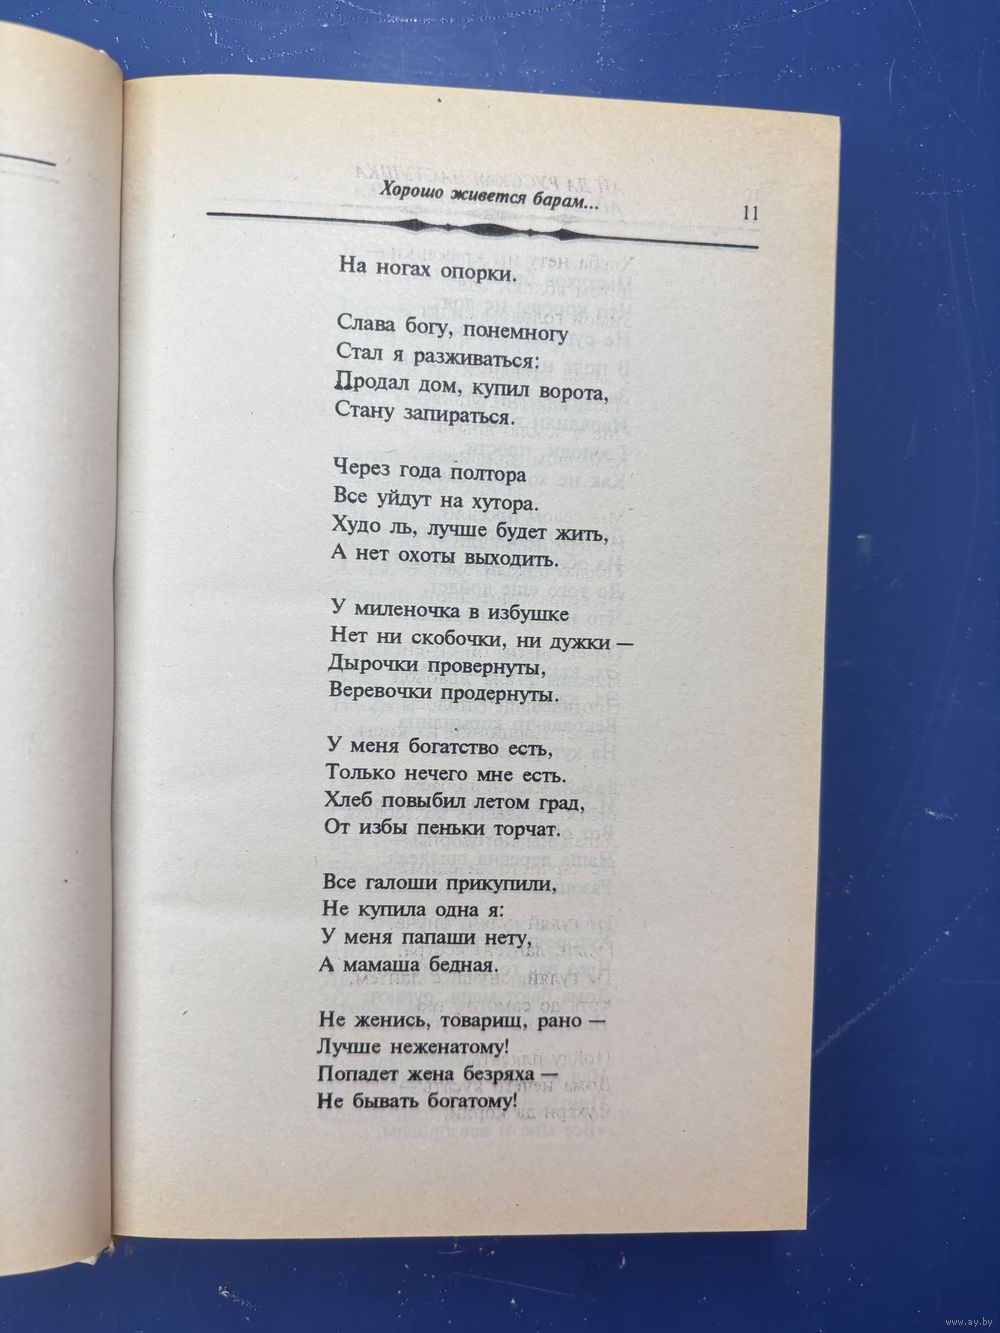 Хорошо живется барам...
11
На ногах опорки.
Слава богу, понемногу
Стал я разживаться:
Продал дом, купил ворота,
Стану запираться.
Через года полтора
Все уйдут на хутора.
Худо ль, лучше будет жить,
А нет охоты выходить.
У миленочка в избушке
Нет ни скобочки, ни дужки —
Дырочки провернуты,
Веревочки продернуты.
У меня богатство есть,
Только нечего мне есть.
Хлеб повыбил летом град,
От избы пеньки торчат.
Все галоши прикупили,
Не купила одна я:
У меня папаши нету,
А мамаша бедная.
Не женись, товарищ, рано —
Лучше неженатому!
Попадет жена безряха —
Не бывать богатому!
www.ay.by